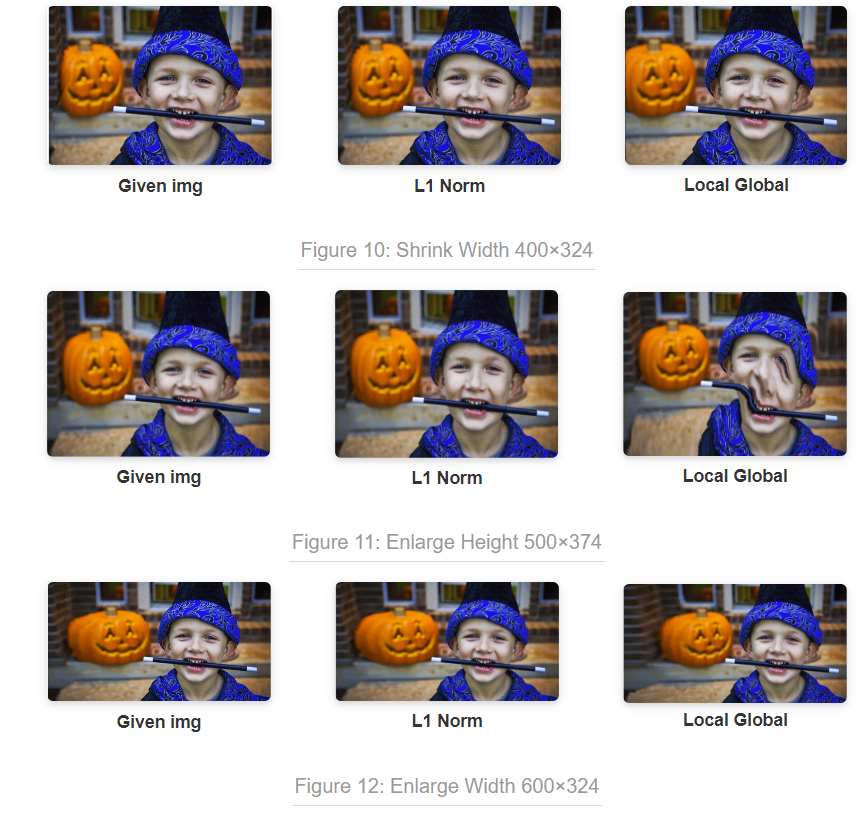 Given img
L1 Norm
Local Global
Figure 10: Shrink Width 400×324
Given img
L1 Norm
Local Global
Figure 11: Enlarge Height 500×374
Given img
L1 Norm
Local Global
Figure 12: Enlarge Width 600×324